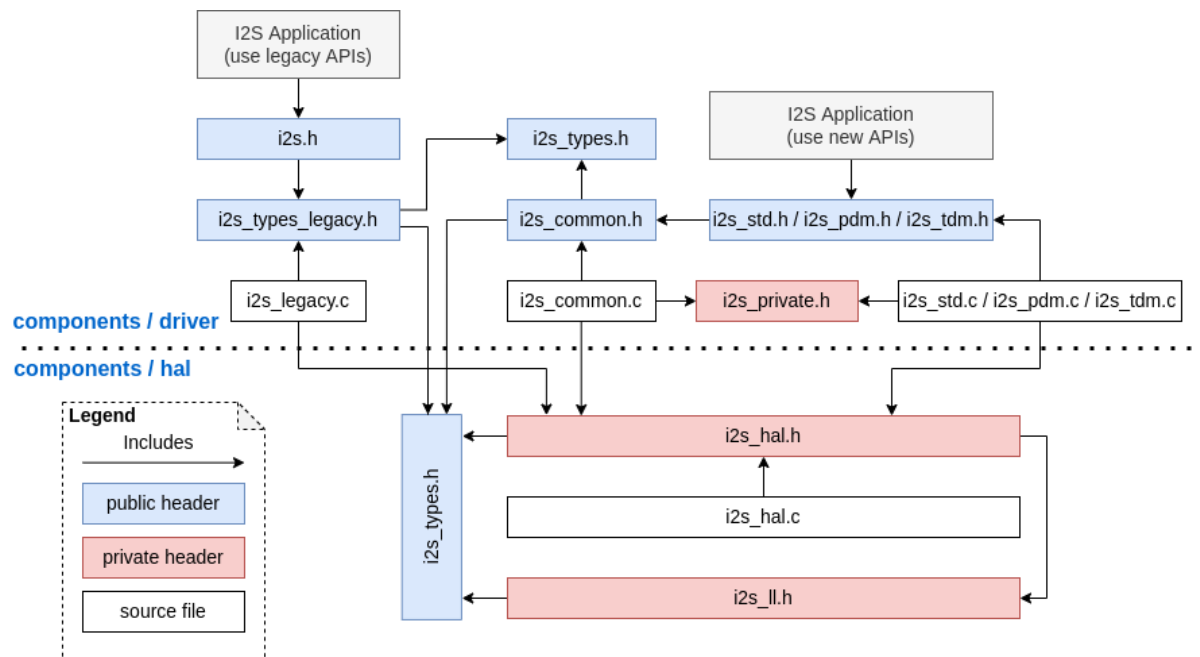 I2S Application
(use legacy APIs)
i2s.h
i2s_types.h
I2S Application
(use new APIs)
i2s_types_legacy.h
i2s_common.h
i2s_std.h / i2s_pdm.h / i2s_tdm.h
i2s_legacy.c
i2s_common.c
i2s_private.h
i2s_std.c / i2s_pdm.c / i2s_tdm.c
components / driver
components / hal
Legend
Includes
public header
private header
source file
i2s_types.h
i2s_hal.h
i2s_hal.c
i2s_ll.h